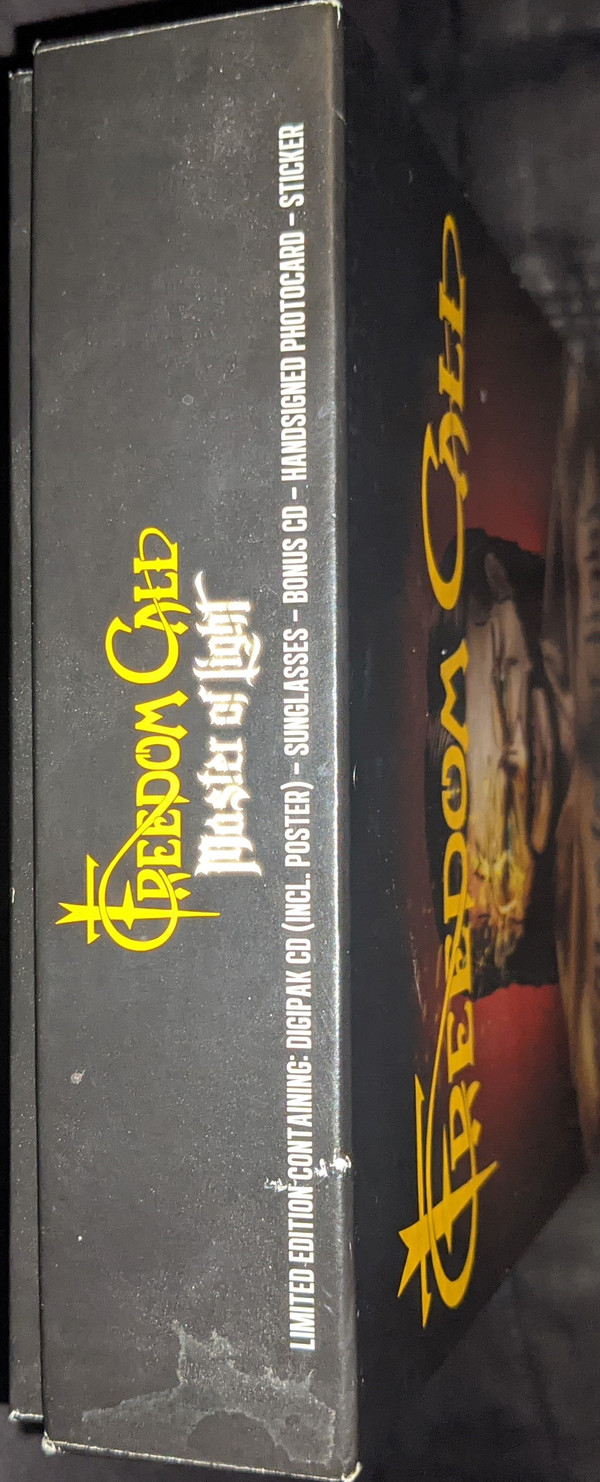 FREEDOM CALL
Master of Light
LIMITED EDITION CONTAINING: DIGIPAK CD (INCL. POSTER) – SUNGLASSES – BONUS CD – HANDSIGNED PHOTOCARD – STICKER
FREEDOM CALL